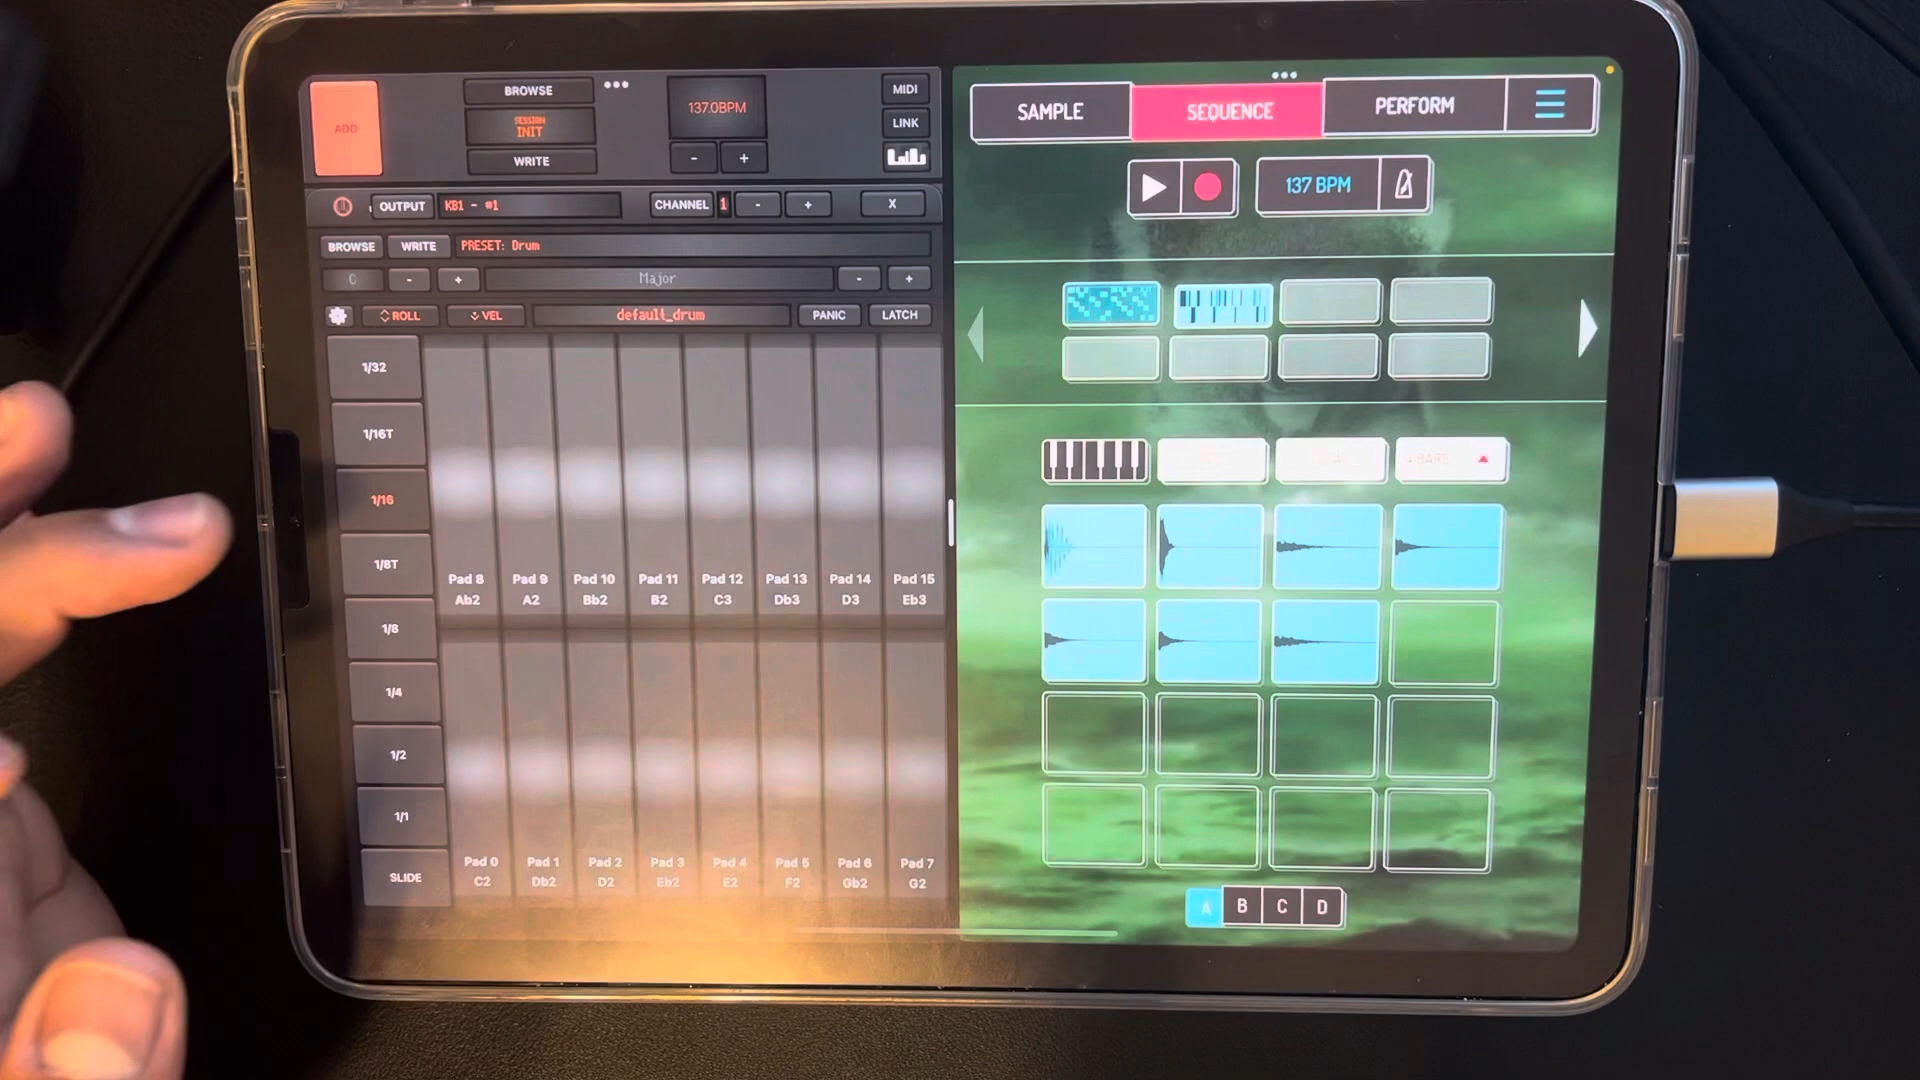 ADD
BROWSE
SESSION
INIT
WRITE
137.0BPM
- +
MIDI
LINK
OUTPUT KB1 - #1 CHANNEL 1 - + X
BROWSE WRITE PRESET: Drum
C - + Major - +
ROLL VEL default_drum PANIC LATCH
1/32
1/16T
1/16
1/8T
1/8
1/4
1/2
1/1
SLIDE
Pad 8 Pad 9 Pad 10 Pad 11 Pad 12 Pad 13 Pad 14 Pad 15
Ab2 A2 Bb2 B2 C3 Db3 D3 Eb3
Pad 0 Pad 1 Pad 2 Pad 3 Pad 4 Pad 5 Pad 6 Pad 7
C2 Db2 D2 Eb2 E2 F2 Gb2 G2
SAMPLE SEQUENCE PERFORM
137 BPM
BARS
A B C D